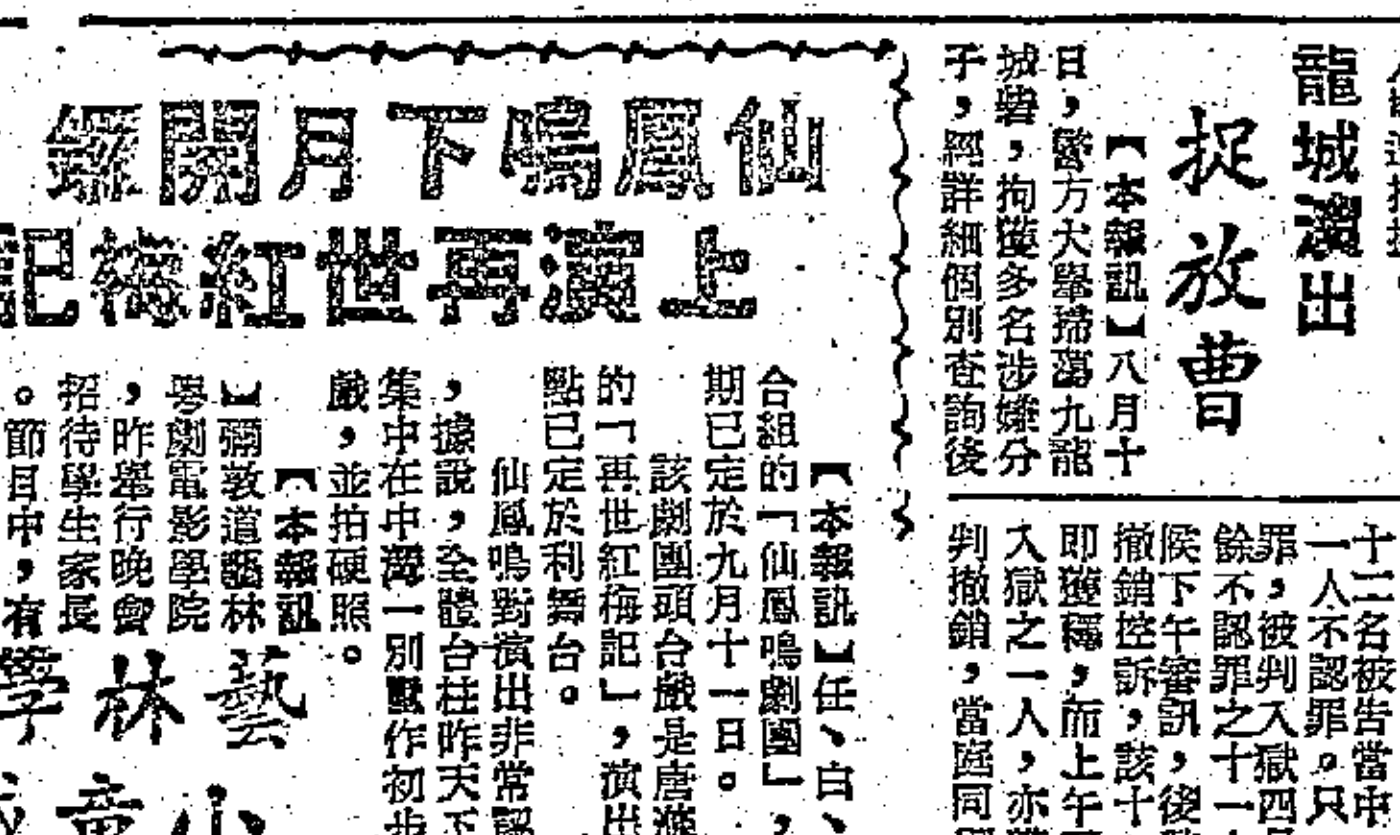 龍城演出
捉放曹
【本報訊】八月十
日，警方大舉掃蕩九龍
城砦，拘獲多名涉嫌分
子，經詳細個別查詢後
十二名被告當中
一人不認罪。只
罪，被判入獄四
餘不認罪之十一
候下午審訊，後
撤銷控訴，該十
即獲釋，而上午
入獄之一人，亦
判撤銷，當庭同
仙鳳鳴下月開鑼
上演再世紅梅記
【本報訊】任、白、
合組的「仙鳳鳴劇團」，
期已定於九月十一日。
該劇團頭台戲是唐滌
的「再世紅梅記」，演出
點已定於利舞台。
仙鳳鳴對演出非常認
，據說，全體台柱昨天下
集中在中灣一別墅作初步
戲，並拍硬照。
藝林學
小童
【本報訊
】彌敦道藝林
粵劇電影學院
，昨舉行晚會
招待學生家長
。節目中，有